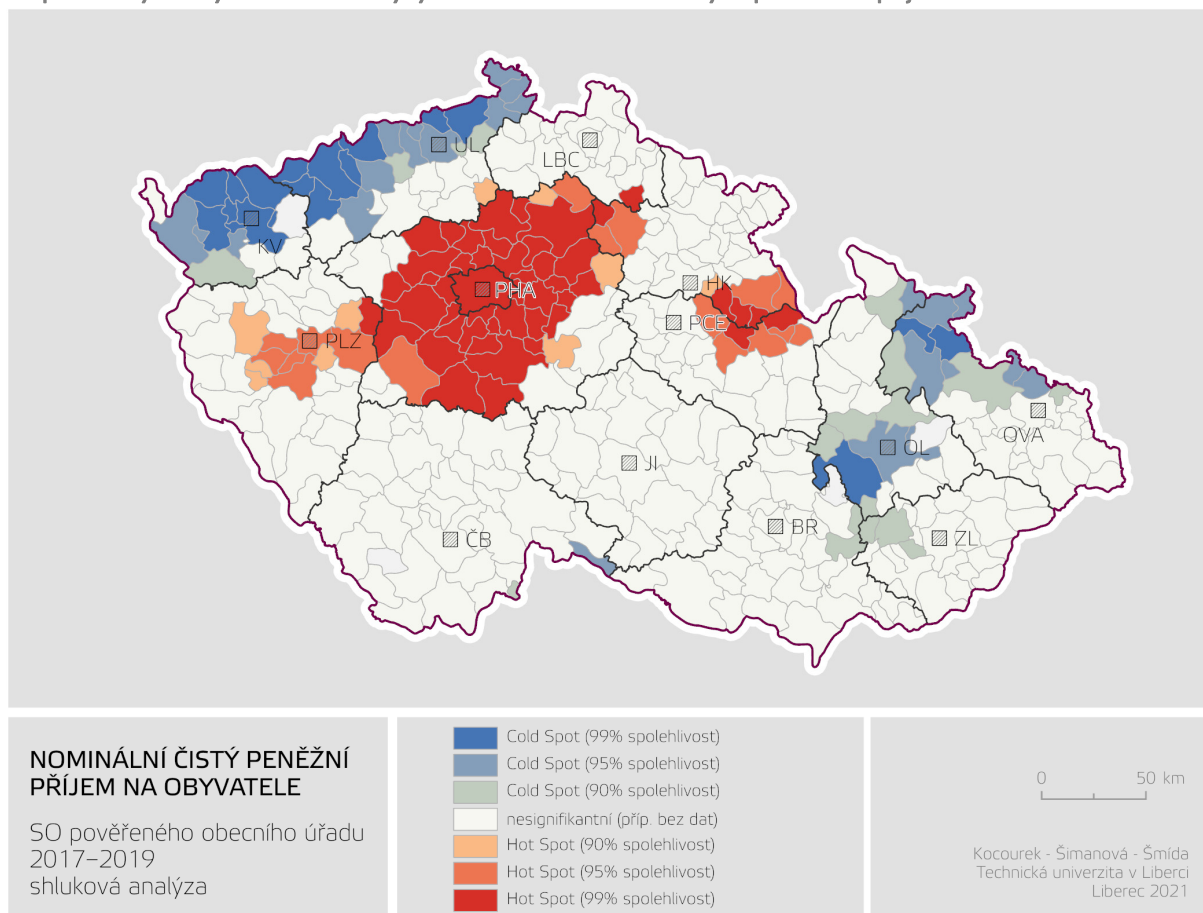 UL
LBC
KV
PHA
HK
PCE
PLZ
OVA
OL
JI
BR
ZL
ČB
NOMINÁLNÍ ČISTÝ PENĚŽNÍ
PŘÍJEM NA OBYVATELE
SO pověřeného obecního úřadu
2017–2019
shluková analýza
Cold Spot (99% spolehlivost)
Cold Spot (95% spolehlivost)
Cold Spot (90% spolehlivost)
nesignifikantní (příp. bez dat)
Hot Spot (90% spolehlivost)
Hot Spot (95% spolehlivost)
Hot Spot (99% spolehlivost)
0 50 km
Kocourek - Šimanová - Šmída
Technická univerzita v Liberci
Liberec 2021